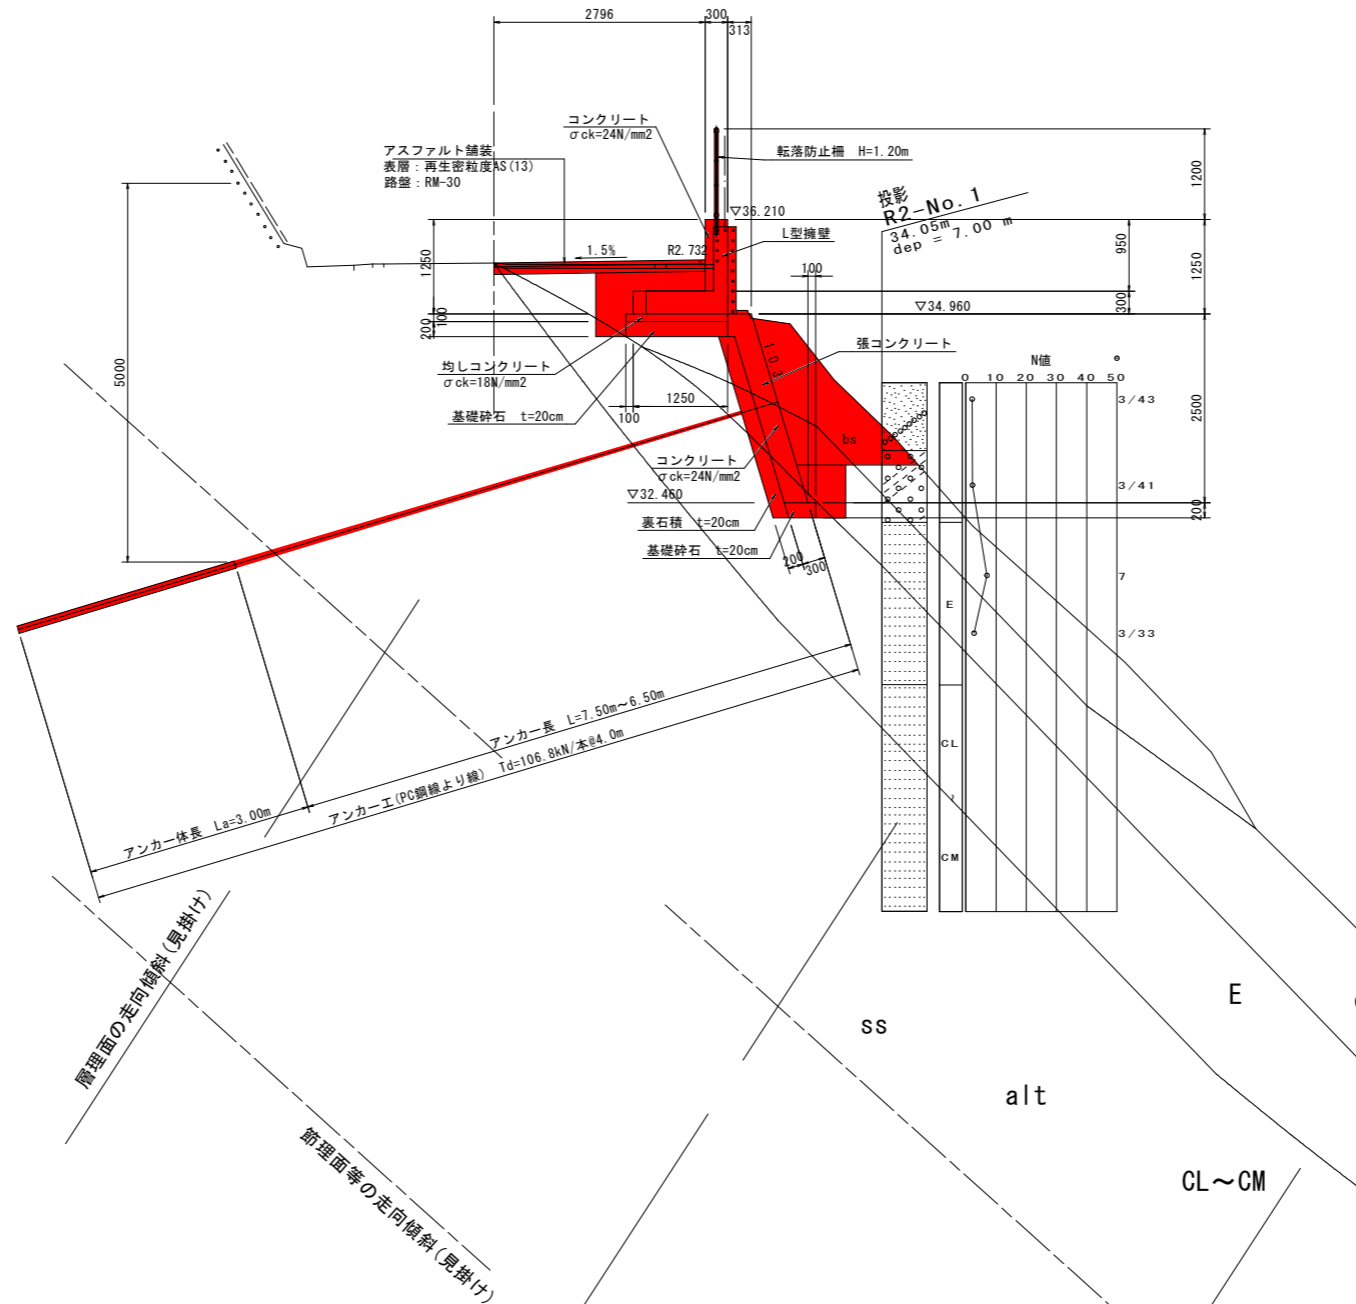 2796
300
313
コンクリート
σck=24N/mm2
アスファルト舗装
表層：再生密粒度AS(13)
路盤：RM-30
転落防止柵 H=1.20m
投影
R2-No.1
34.05m
dep = 7.00 m
▽36.210
L型擁壁
1.5%
R2.732
100
▽34.960
1200
950
1250
300
2500
200
1250
100
200
5000
均しコンクリート
σck=18N/mm2
1250
100
基礎砕石 t=20cm
1:0.3
張コンクリート
bs
コンクリート
σck=24N/mm2
▽32.460
裏石積 t=20cm
基礎砕石 t=20cm
200
300
N値
0 10 20 30 40 50
3/43
3/41
7
3/33
E
CL
～
CM
アンカー長 L=7.50m～6.50m
アンカー工(PC鋼線より線) Td=106.8kN/本@4.0m
アンカー体長 La=3.00m
層理面の走向傾斜(見掛け)
節理面等の走向傾斜(見掛け)
ss
alt
E
CL～CM